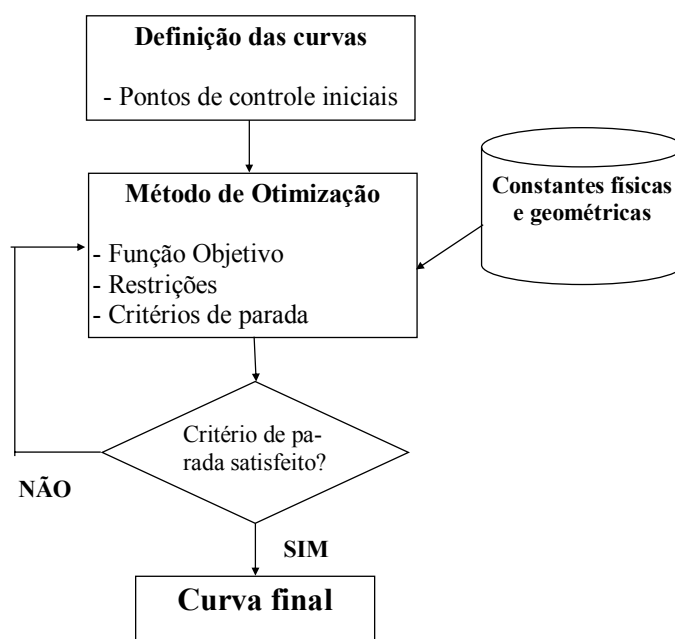 Definição das curvas
- Pontos de controle iniciais
Método de Otimização
- Função Objetivo
- Restrições
- Critérios de parada
Constantes físicas
e geométricas
Critério de pa-
rada satisfeito?
NÃO
SIM
Curva final